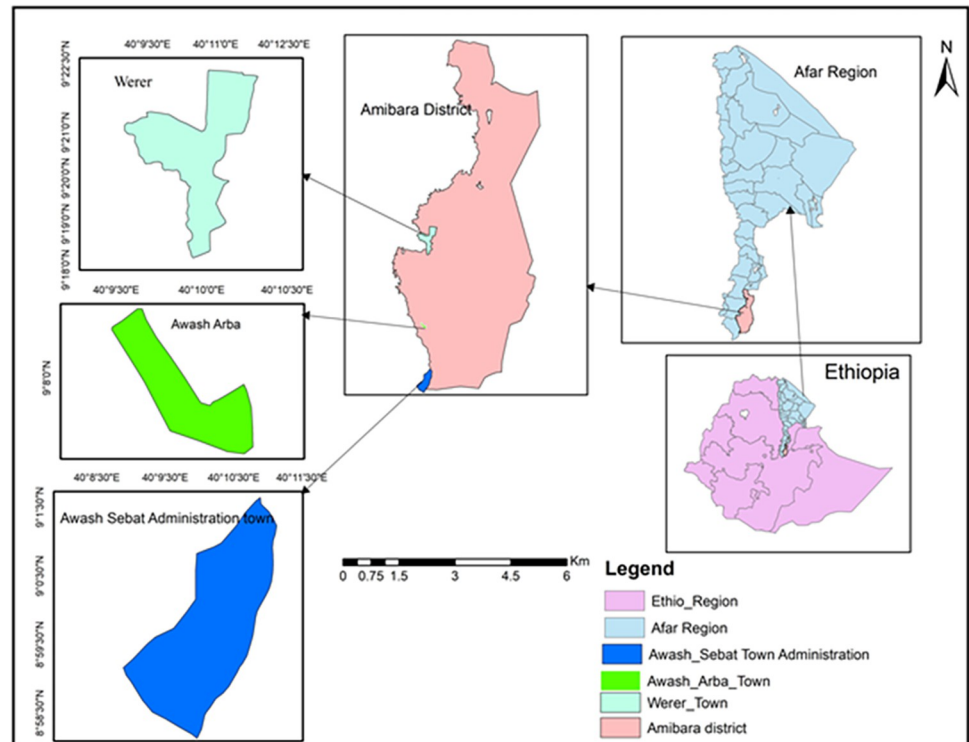 40°9'30"E 40°11'0"E 40°12'30"E
9°22'30"N
9°21'0"N
9°20'0"N
9°19'0"N
9°18'0"N
Werer
40°9'30"E 40°10'0"E 40°10'30"E
9°8'0"N
Awash Arba
40°8'30"E 40°9'30"E 40°10'30"E 40°11'30"E
9°1'30"N
9°0'30"N
8°59'30"N
8°58'30"N
Awash Sebat Administration town
Amibara District
Afar Region
N
Ethiopia
0 0.75 1.5 3 4.5 6
Km
Legend
Ethio_Region
Afar Region
Awash_Sebat Town Administration
Awash_Arba_Town
Werer_Town
Amibara district